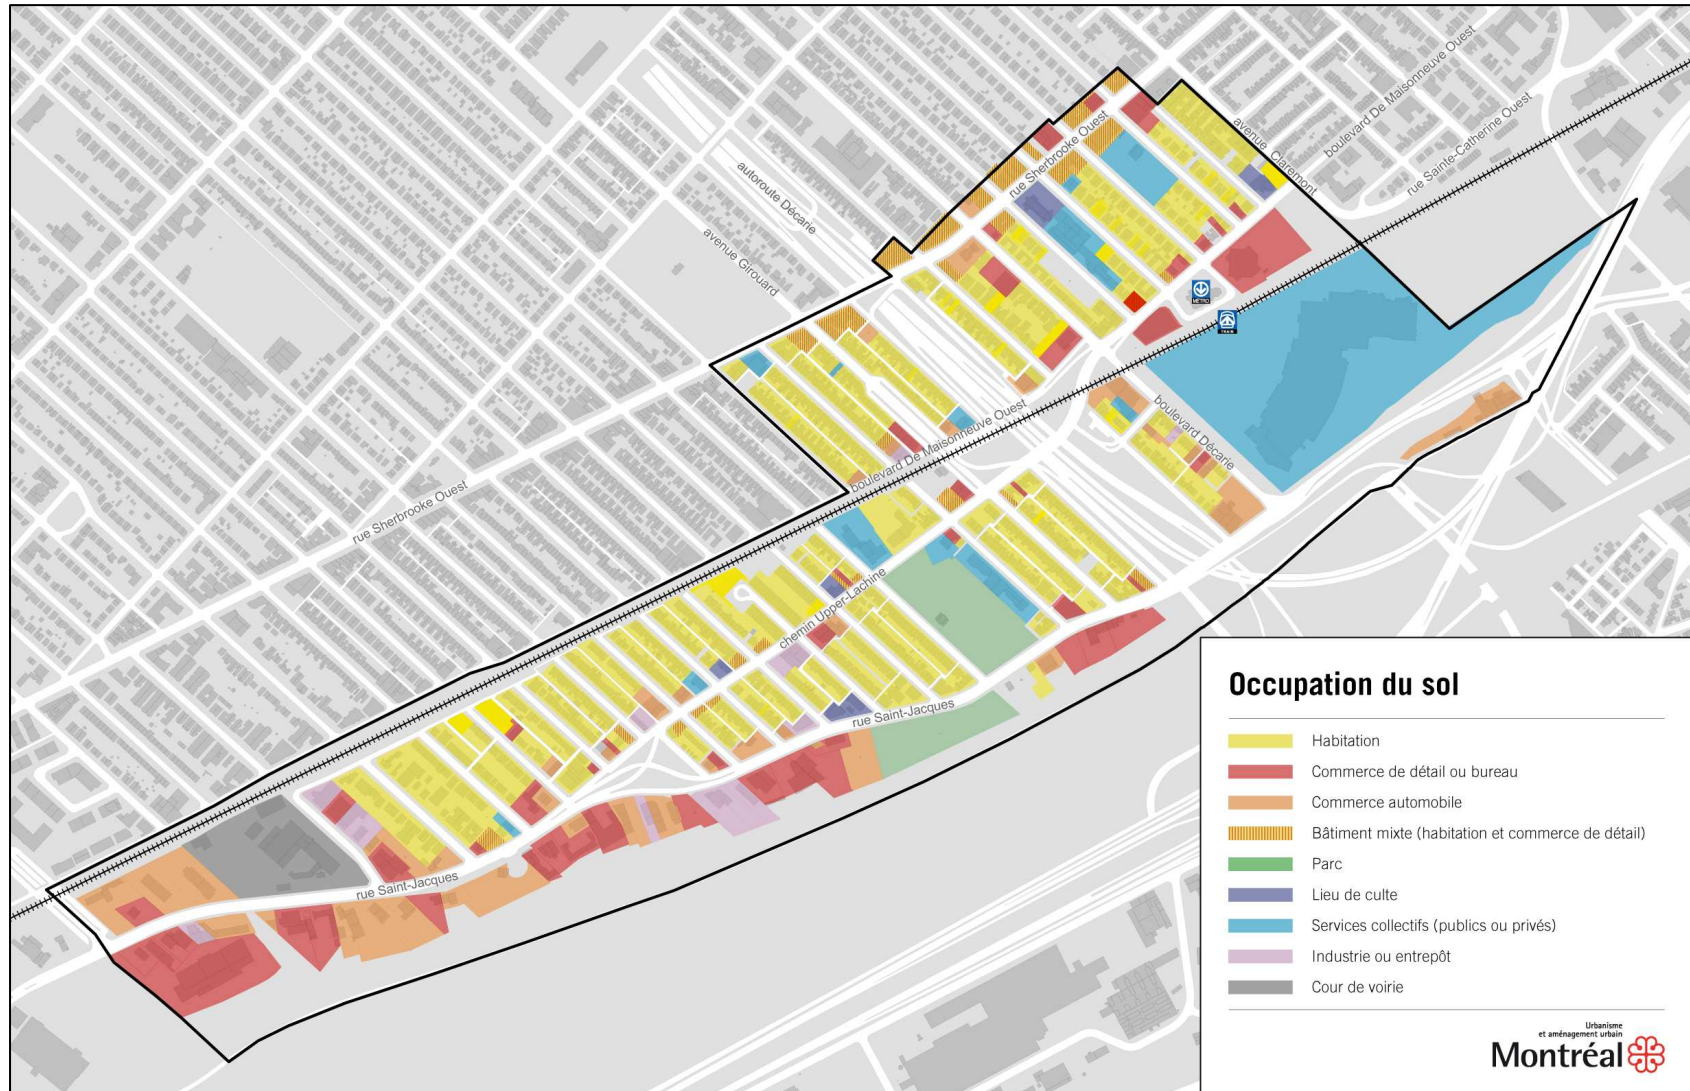 boulevard De Maisonneuve Ouest
rue Sainte-Catherine Ouest
avenue Claremont
rue Sherbrooke Ouest
autoroute Décarie
avenue Girouard
MÉTRO
TRAIN
boulevard De Maisonneuve Ouest
boulevard Décarie
rue Sherbrooke Ouest
chemin Upper-Lachine
rue Saint-Jacques
rue Saint-Jacques
Occupation du sol
Habitation
Commerce de détail ou bureau
Commerce automobile
Bâtiment mixte (habitation et commerce de détail)
Parc
Lieu de culte
Services collectifs (publics ou privés)
Industrie ou entrepôt
Cour de voirie
Urbanisme
et aménagement urbain
Montréal